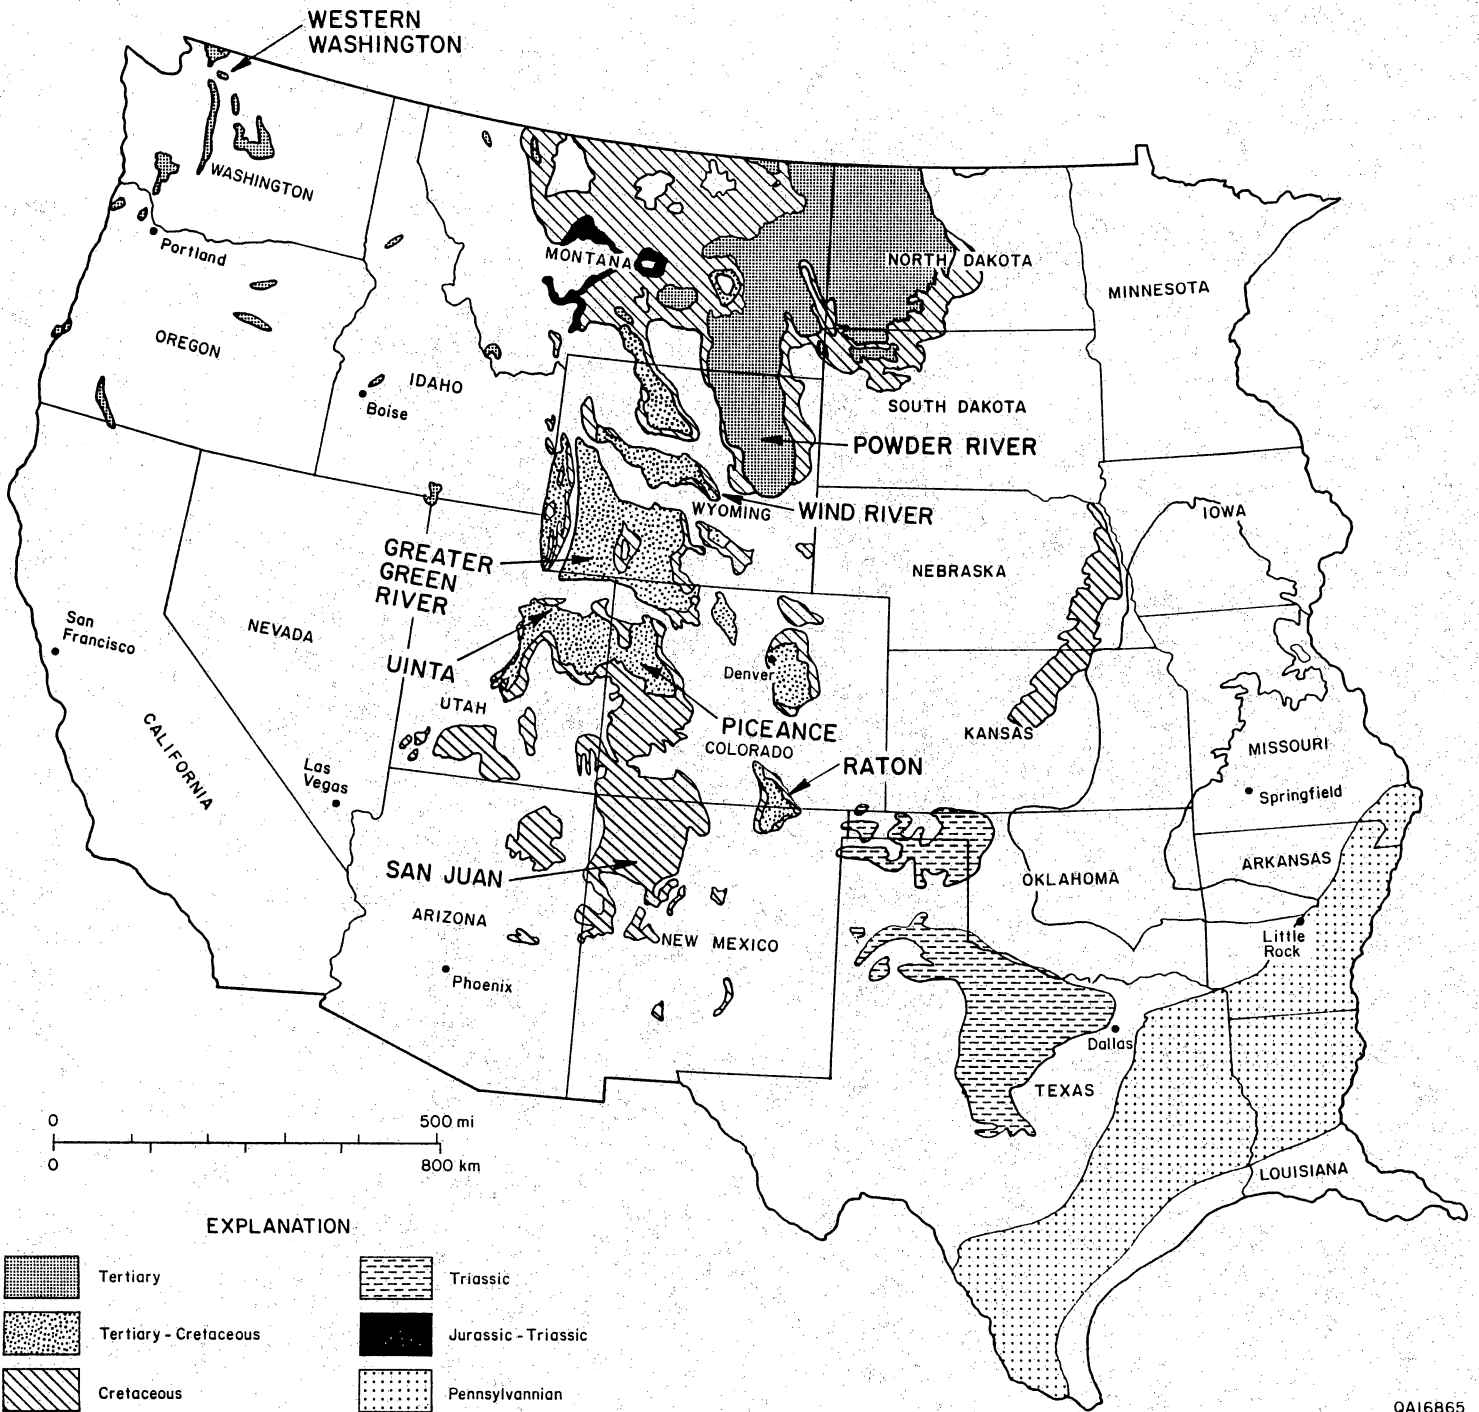 WESTERN
WASHINGTON
WASHINGTON
Portland
MONTANA
NORTH DAKOTA
MINNESOTA
OREGON
IDAHO
Boise
SOUTH DAKOTA
POWDER RIVER
WYOMING
WIND RIVER
IOWA
GREATER
GREEN
RIVER
NEBRASKA
San
Francisco
NEVADA
UINTA
UTAH
Denver
CALIFORNIA
PICEANCE
COLORADO
KANSAS
MISSOURI
Las
Vegas
RATON
Springfield
SAN JUAN
ARIZONA
OKLAHOMA
ARKANSAS
NEW MEXICO
Little
Rock
Phoenix
Dallas
TEXAS
LOUISIANA
0 500 mi
0 800 km
EXPLANATION
Tertiary
Triassic
Tertiary - Cretaceous
Jurassic - Triassic
Cretaceous
Pennsylvannian
QA16865